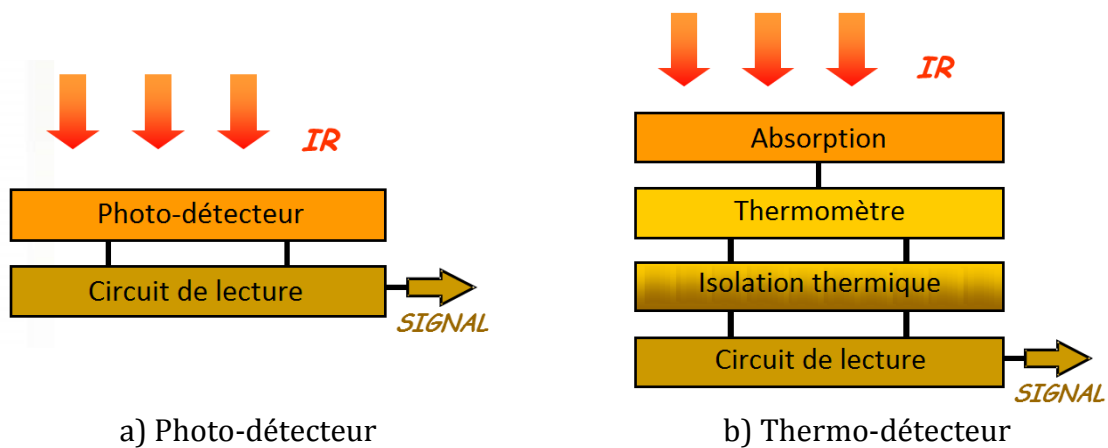 IR
Photo-détecteur
Circuit de lecture
SIGNAL
a) Photo-détecteur
IR
Absorption
Thermomètre
Isolation thermique
Circuit de lecture
SIGNAL
b) Thermo-détecteur